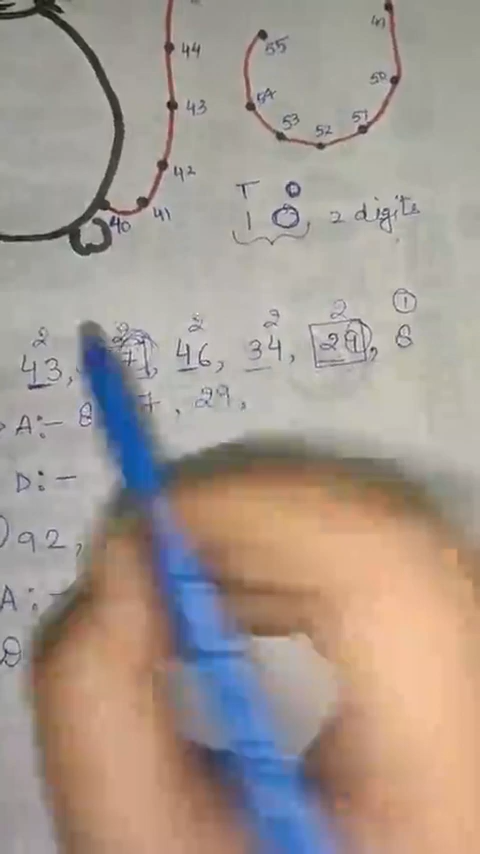 44
43
42
41
40
55
54
53
52
51
50
T O
1 0 2 digits
2 2 2 2 1
43, 46, 34, 29, 8
A:- 8 7, 29,
D:-
92,
A:-
D